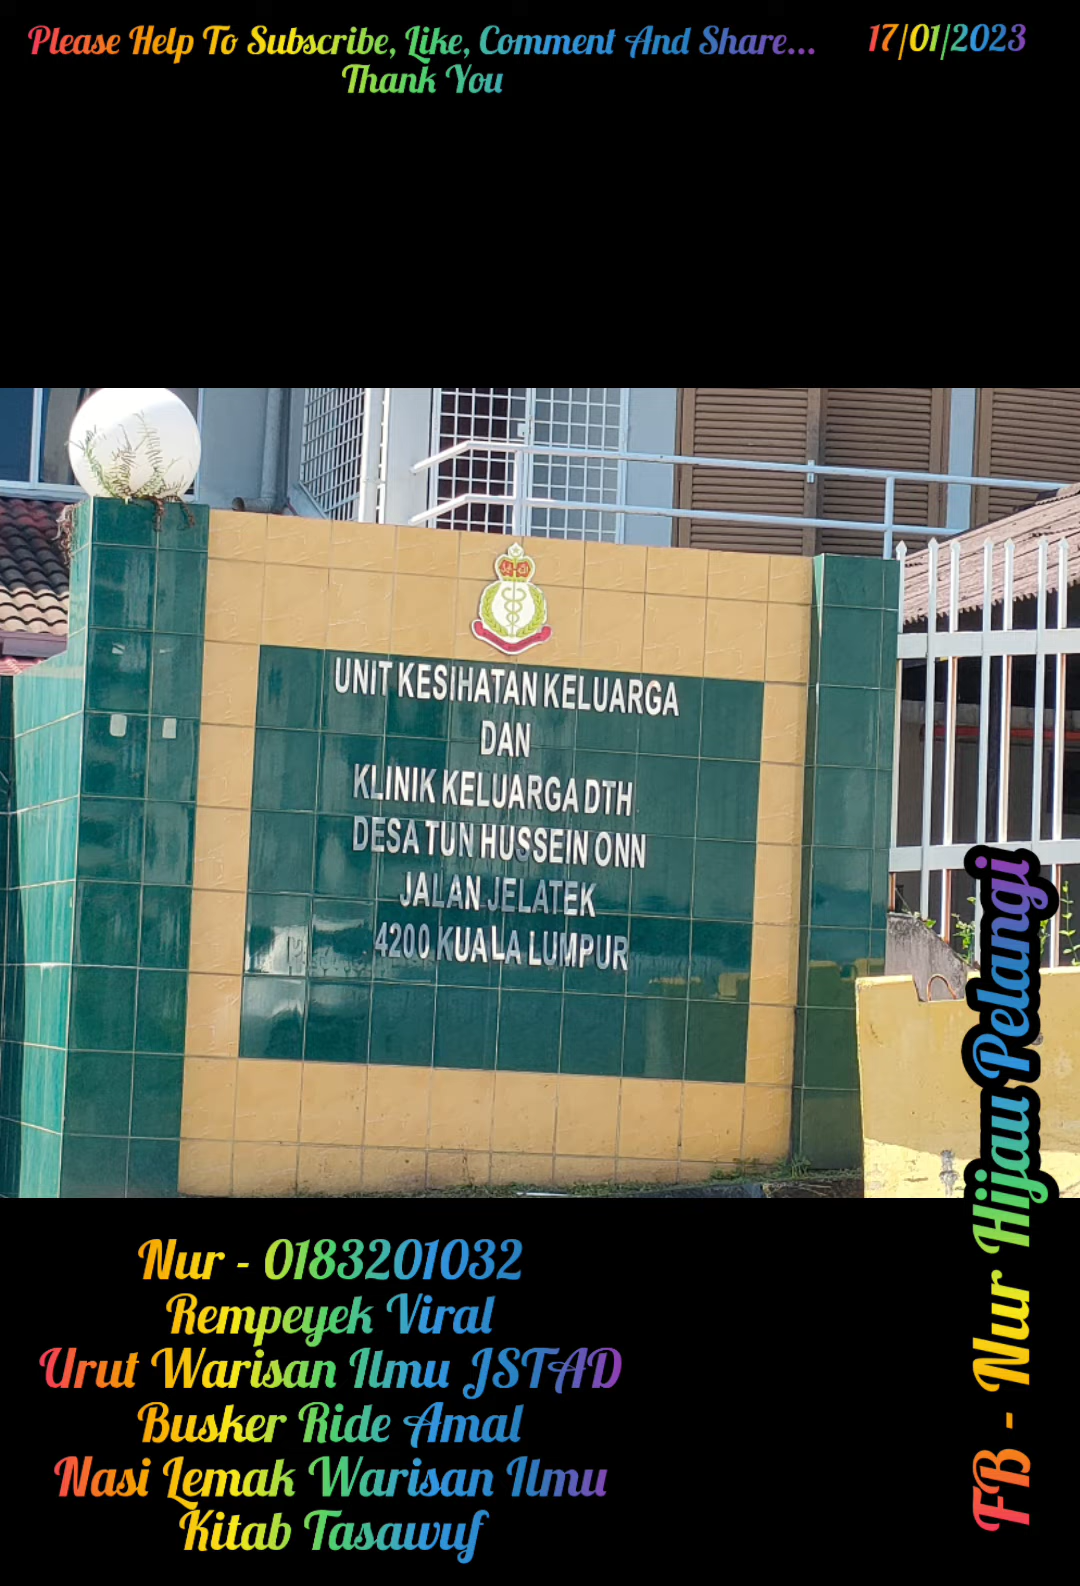 Please Help To Subscribe, Like, Comment And Share... 17/01/2023
Thank You
UNIT KESIHATAN KELUARGA
DAN
KLINIK KELUARGA DTH
DESA TUN HUSSEIN ONN
JALAN JELATEK
4200 KUALA LUMPUR
FB - Nur Hijau Pelangi
Nur - 0183201032
Rempeyek Viral
Urut Warisan Ilmu JSTAD
Busker Ride Amal
Nasi Lemak Warisan Ilmu
Kitab Tasawuf